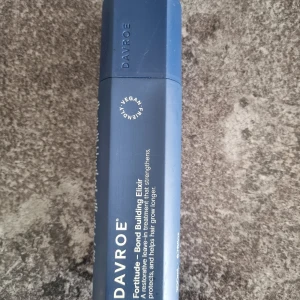 DAVROE
VEGAN FRIENDLY
DAVROE®
Fortitude – Bond Building Elixir
A restorative leave-in treatment that strengthens,
protects, and helps hair grow longer.